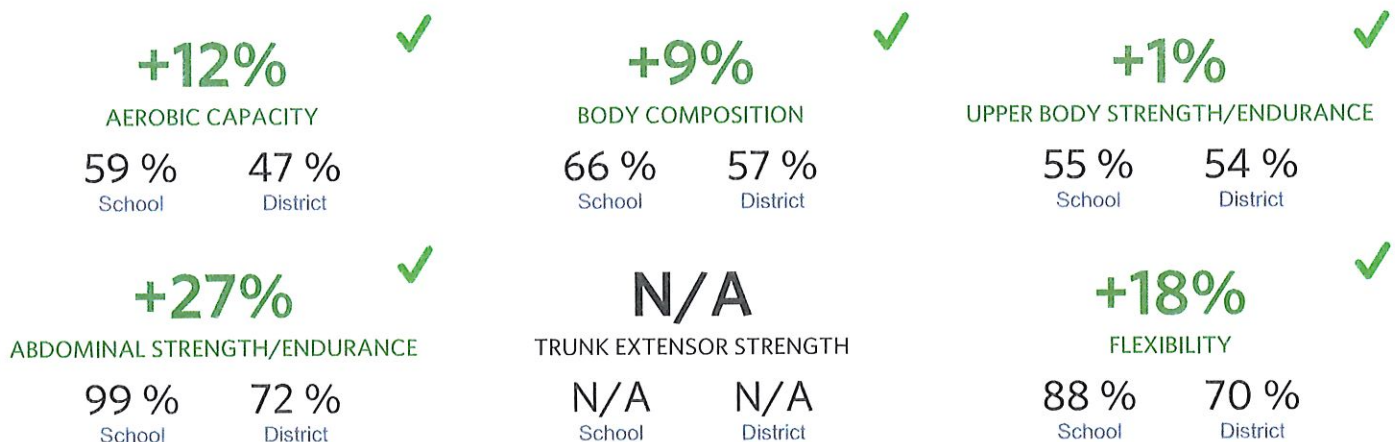 +12%
AEROBIC CAPACITY
59 % 47 %
School District
+9%
BODY COMPOSITION
66 % 57 %
School District
+1%
UPPER BODY STRENGTH/ENDURANCE
55 % 54 %
School District
+27%
ABDOMINAL STRENGTH/ENDURANCE
99 % 72 %
School District
N/A
TRUNK EXTENSOR STRENGTH
N/A N/A
School District
+18%
FLEXIBILITY
88 % 70 %
School District